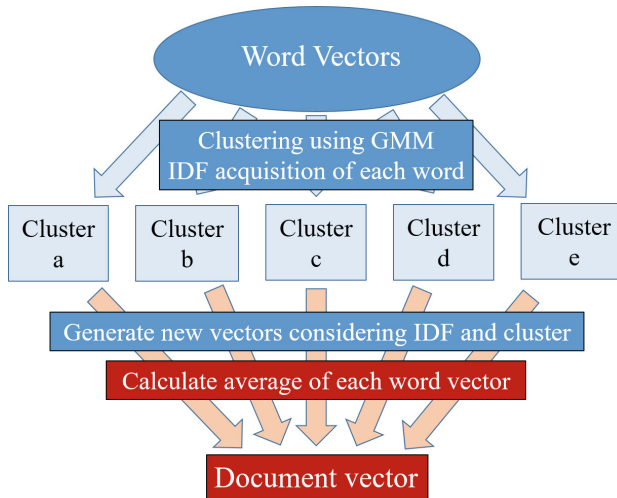 Word Vectors
Clustering using GMM
IDF acquisition of each word
Cluster
a
Cluster
b
Cluster
c
Cluster
d
Cluster
e
Generate new vectors considering IDF and cluster
Calculate average of each word vector
Document vector